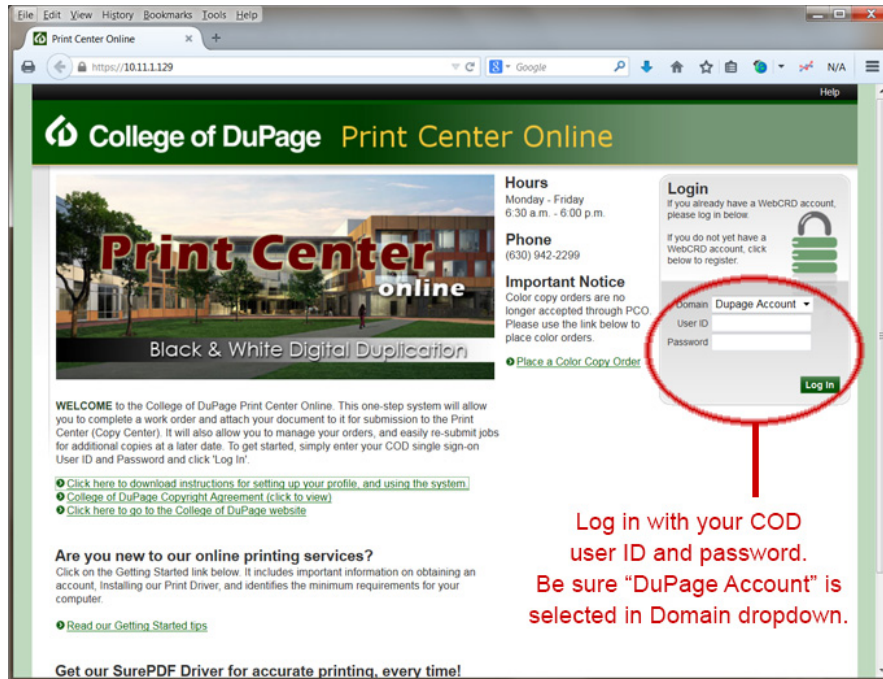 File Edit View History Bookmarks Tools Help
Print Center Online
https://10.11.1.129
Google
N/A
Help
College of DuPage Print Center Online
Print Center
online
Black & White Digital Duplication
Hours
Monday - Friday
6:30 a.m. - 6:00 p.m.
Phone
(630) 942-2299
Important Notice
Color copy orders are no
longer accepted through PCO.
Please use the link below to
place color orders.
Place a Color Copy Order
Login
If you already have a WebCRD account,
please log in below.
If you do not yet have a
WebCRD account, click
below to register.
Domain Dupage Account
User ID
Password
Log In
WELCOME to the College of DuPage Print Center Online. This one-step system will allow
you to complete a work order and attach your document to it for submission to the Print
Center (Copy Center). It will also allow you to manage your orders, and easily re-submit jobs
for additional copies at a later date. To get started, simply enter your COD single sign-on
User ID and Password and click 'Log In'.
Click here to download instructions for setting up your profile, and using the system.
College of DuPage Copyright Agreement (click to view)
Click here to go to the College of DuPage website
Are you new to our online printing services?
Click on the Getting Started link below. It includes important information on obtaining an
account, Installing our Print Driver, and identifies the minimum requirements for your
computer.
Read our Getting Started tips
Get our SurePDF Driver for accurate printing, every time!
Log in with your COD
user ID and password.
Be sure “DuPage Account” is
selected in Domain dropdown.